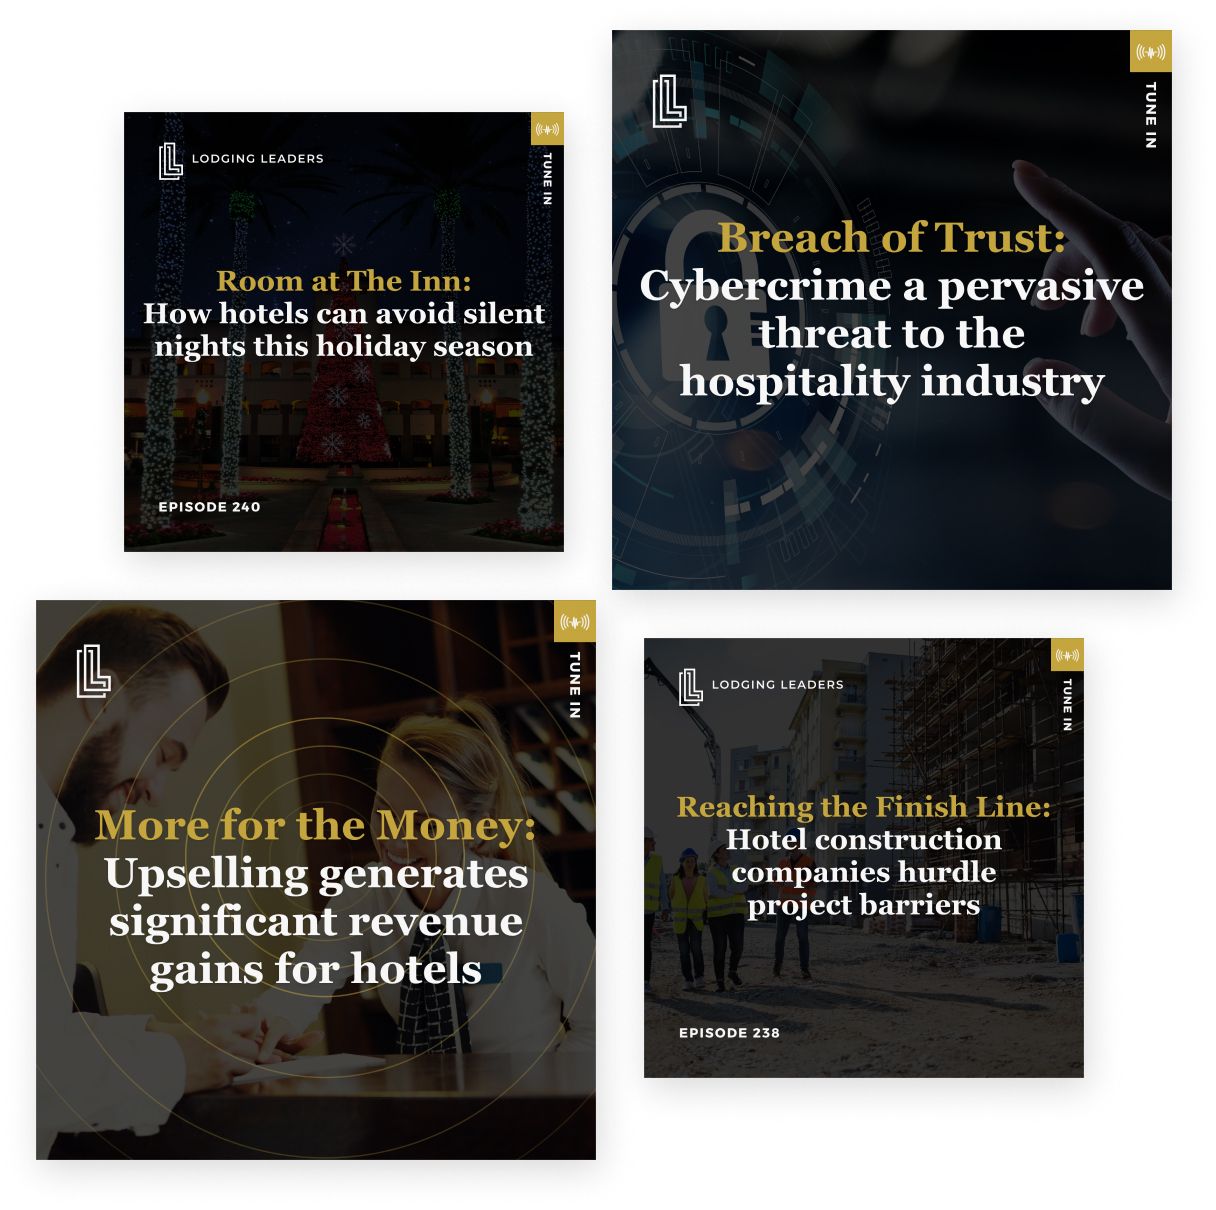 LODGING LEADERS
TUNE IN
Room at The Inn:
How hotels can avoid silent
nights this holiday season
EPISODE 240
TUNE IN
Breach of Trust:
Cybercrime a pervasive
threat to the
hospitality industry
TUNE IN
More for the Money:
Upselling generates
significant revenue
gains for hotels
LODGING LEADERS
TUNE IN
Reaching the Finish Line:
Hotel construction
companies hurdle
project barriers
EPISODE 238